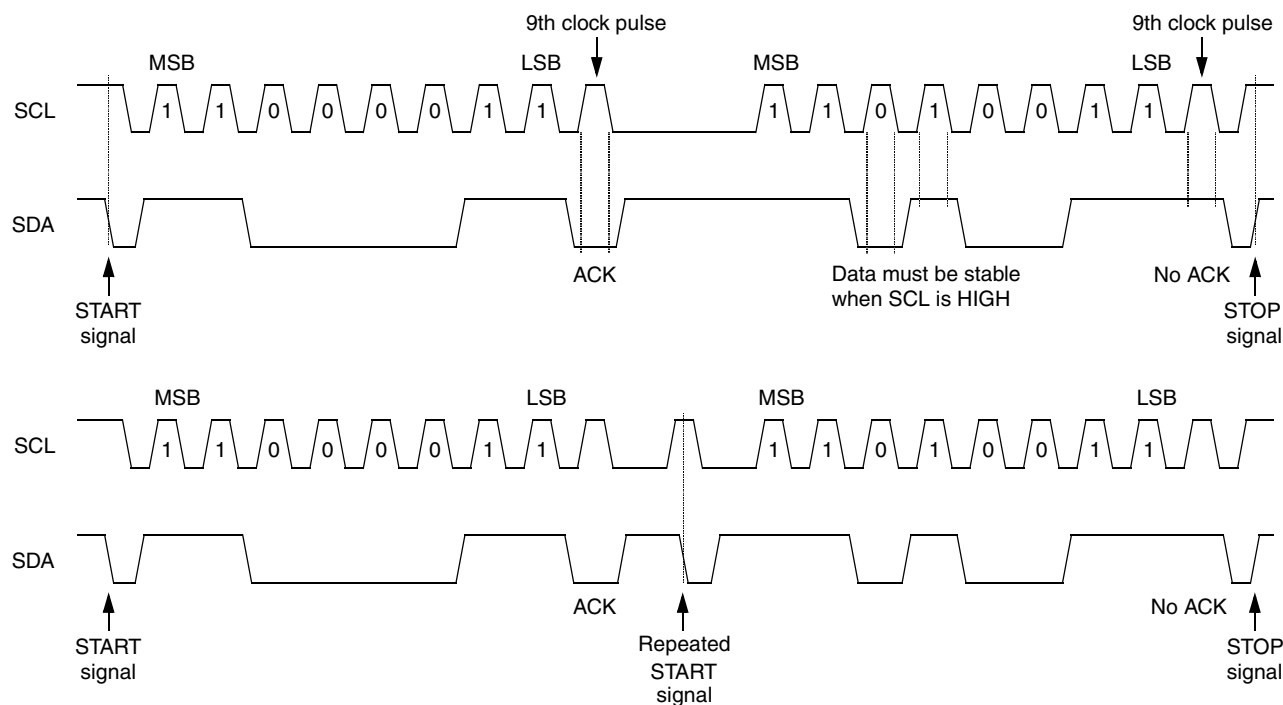 9th clock pulse 9th clock pulse
MSB LSB MSB LSB
SCL 1 1 0 0 0 0 1 1 1 1 0 1 0 0 1 1
SDA
ACK Data must be stable No ACK
when SCL is HIGH
START STOP
signal signal
MSB LSB MSB LSB
SCL 1 1 0 0 0 0 1 1 1 1 0 1 0 0 1 1
SDA
ACK No ACK
START Repeated STOP
signal START signal
signal